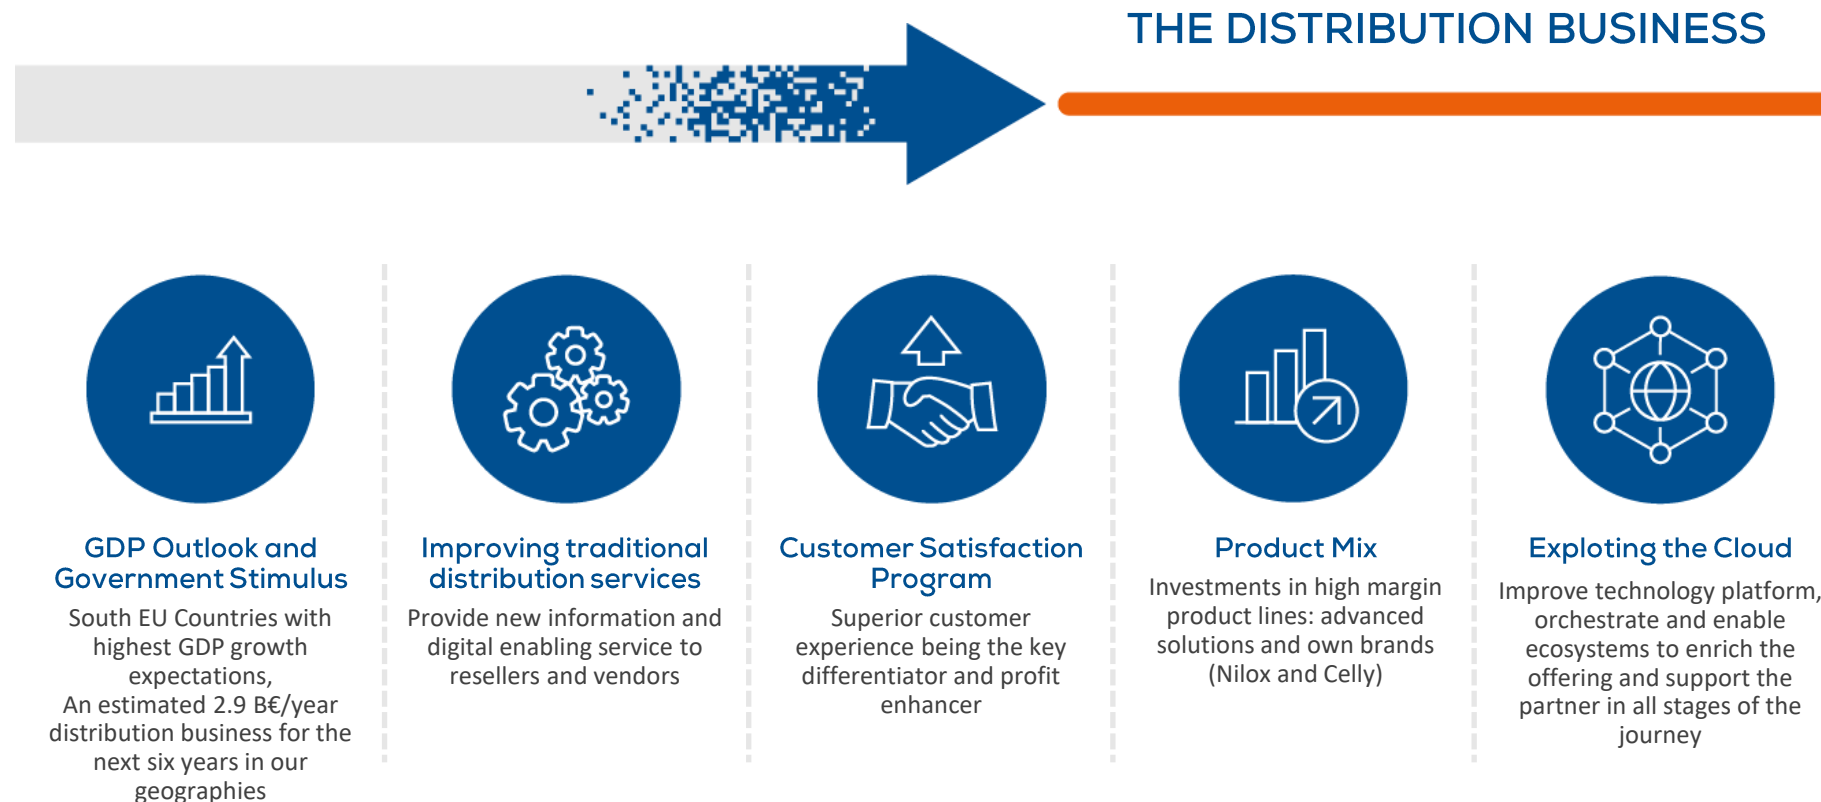 THE DISTRIBUTION BUSINESS
GDP Outlook and
Government Stimulus
South EU Countries with
highest GDP growth
expectations,
An estimated 2.9 B€/year
distribution business for the
next six years in our
geographies
Improving traditional
distribution services
Provide new information and
digital enabling service to
resellers and vendors
Customer Satisfaction
Program
Superior customer
experience being the key
differentiator and profit
enhancer
Product Mix
Investments in high margin
product lines: advanced
solutions and own brands
(Nilox and Celly)
Exploting the Cloud
Improve technology platform,
orchestrate and enable
ecosystems to enrich the
offering and support the
partner in all stages of the
journey